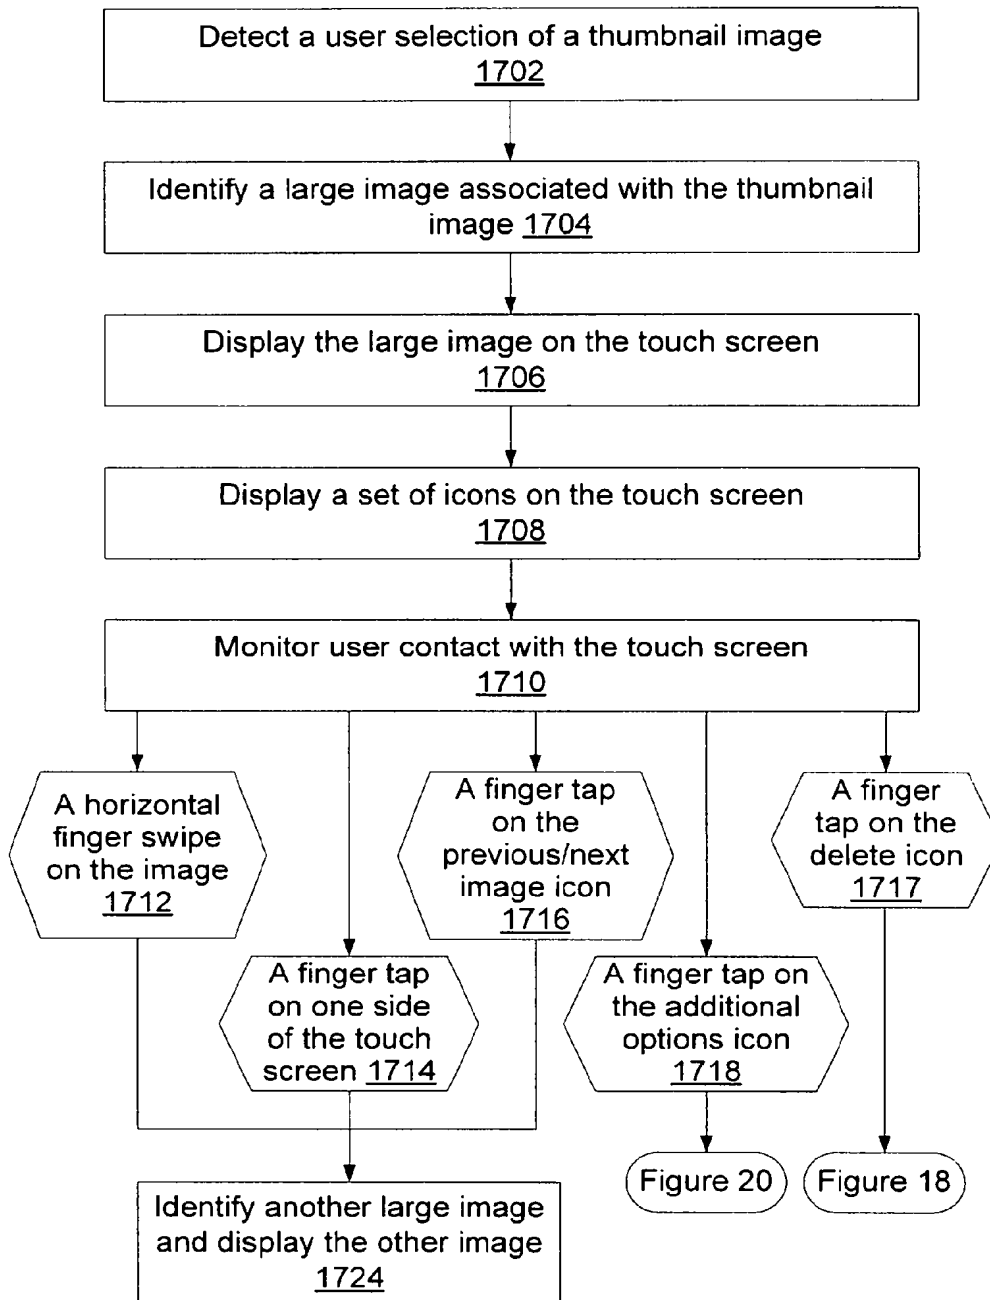 Detect a user selection of a thumbnail image
1702
Identify a large image associated with the thumbnail
image 1704
Display the large image on the touch screen
1706
Display a set of icons on the touch screen
1708
Monitor user contact with the touch screen
1710
A horizontal
finger swipe
on the image
1712
A finger tap
on one side
of the touch
screen 1714
A finger tap
on the
previous/next
image icon
1716
A finger tap on
the additional
options icon
1718
A finger
tap on the
delete icon
1717
Identify another large image
and display the other image
1724
Figure 20
Figure 18